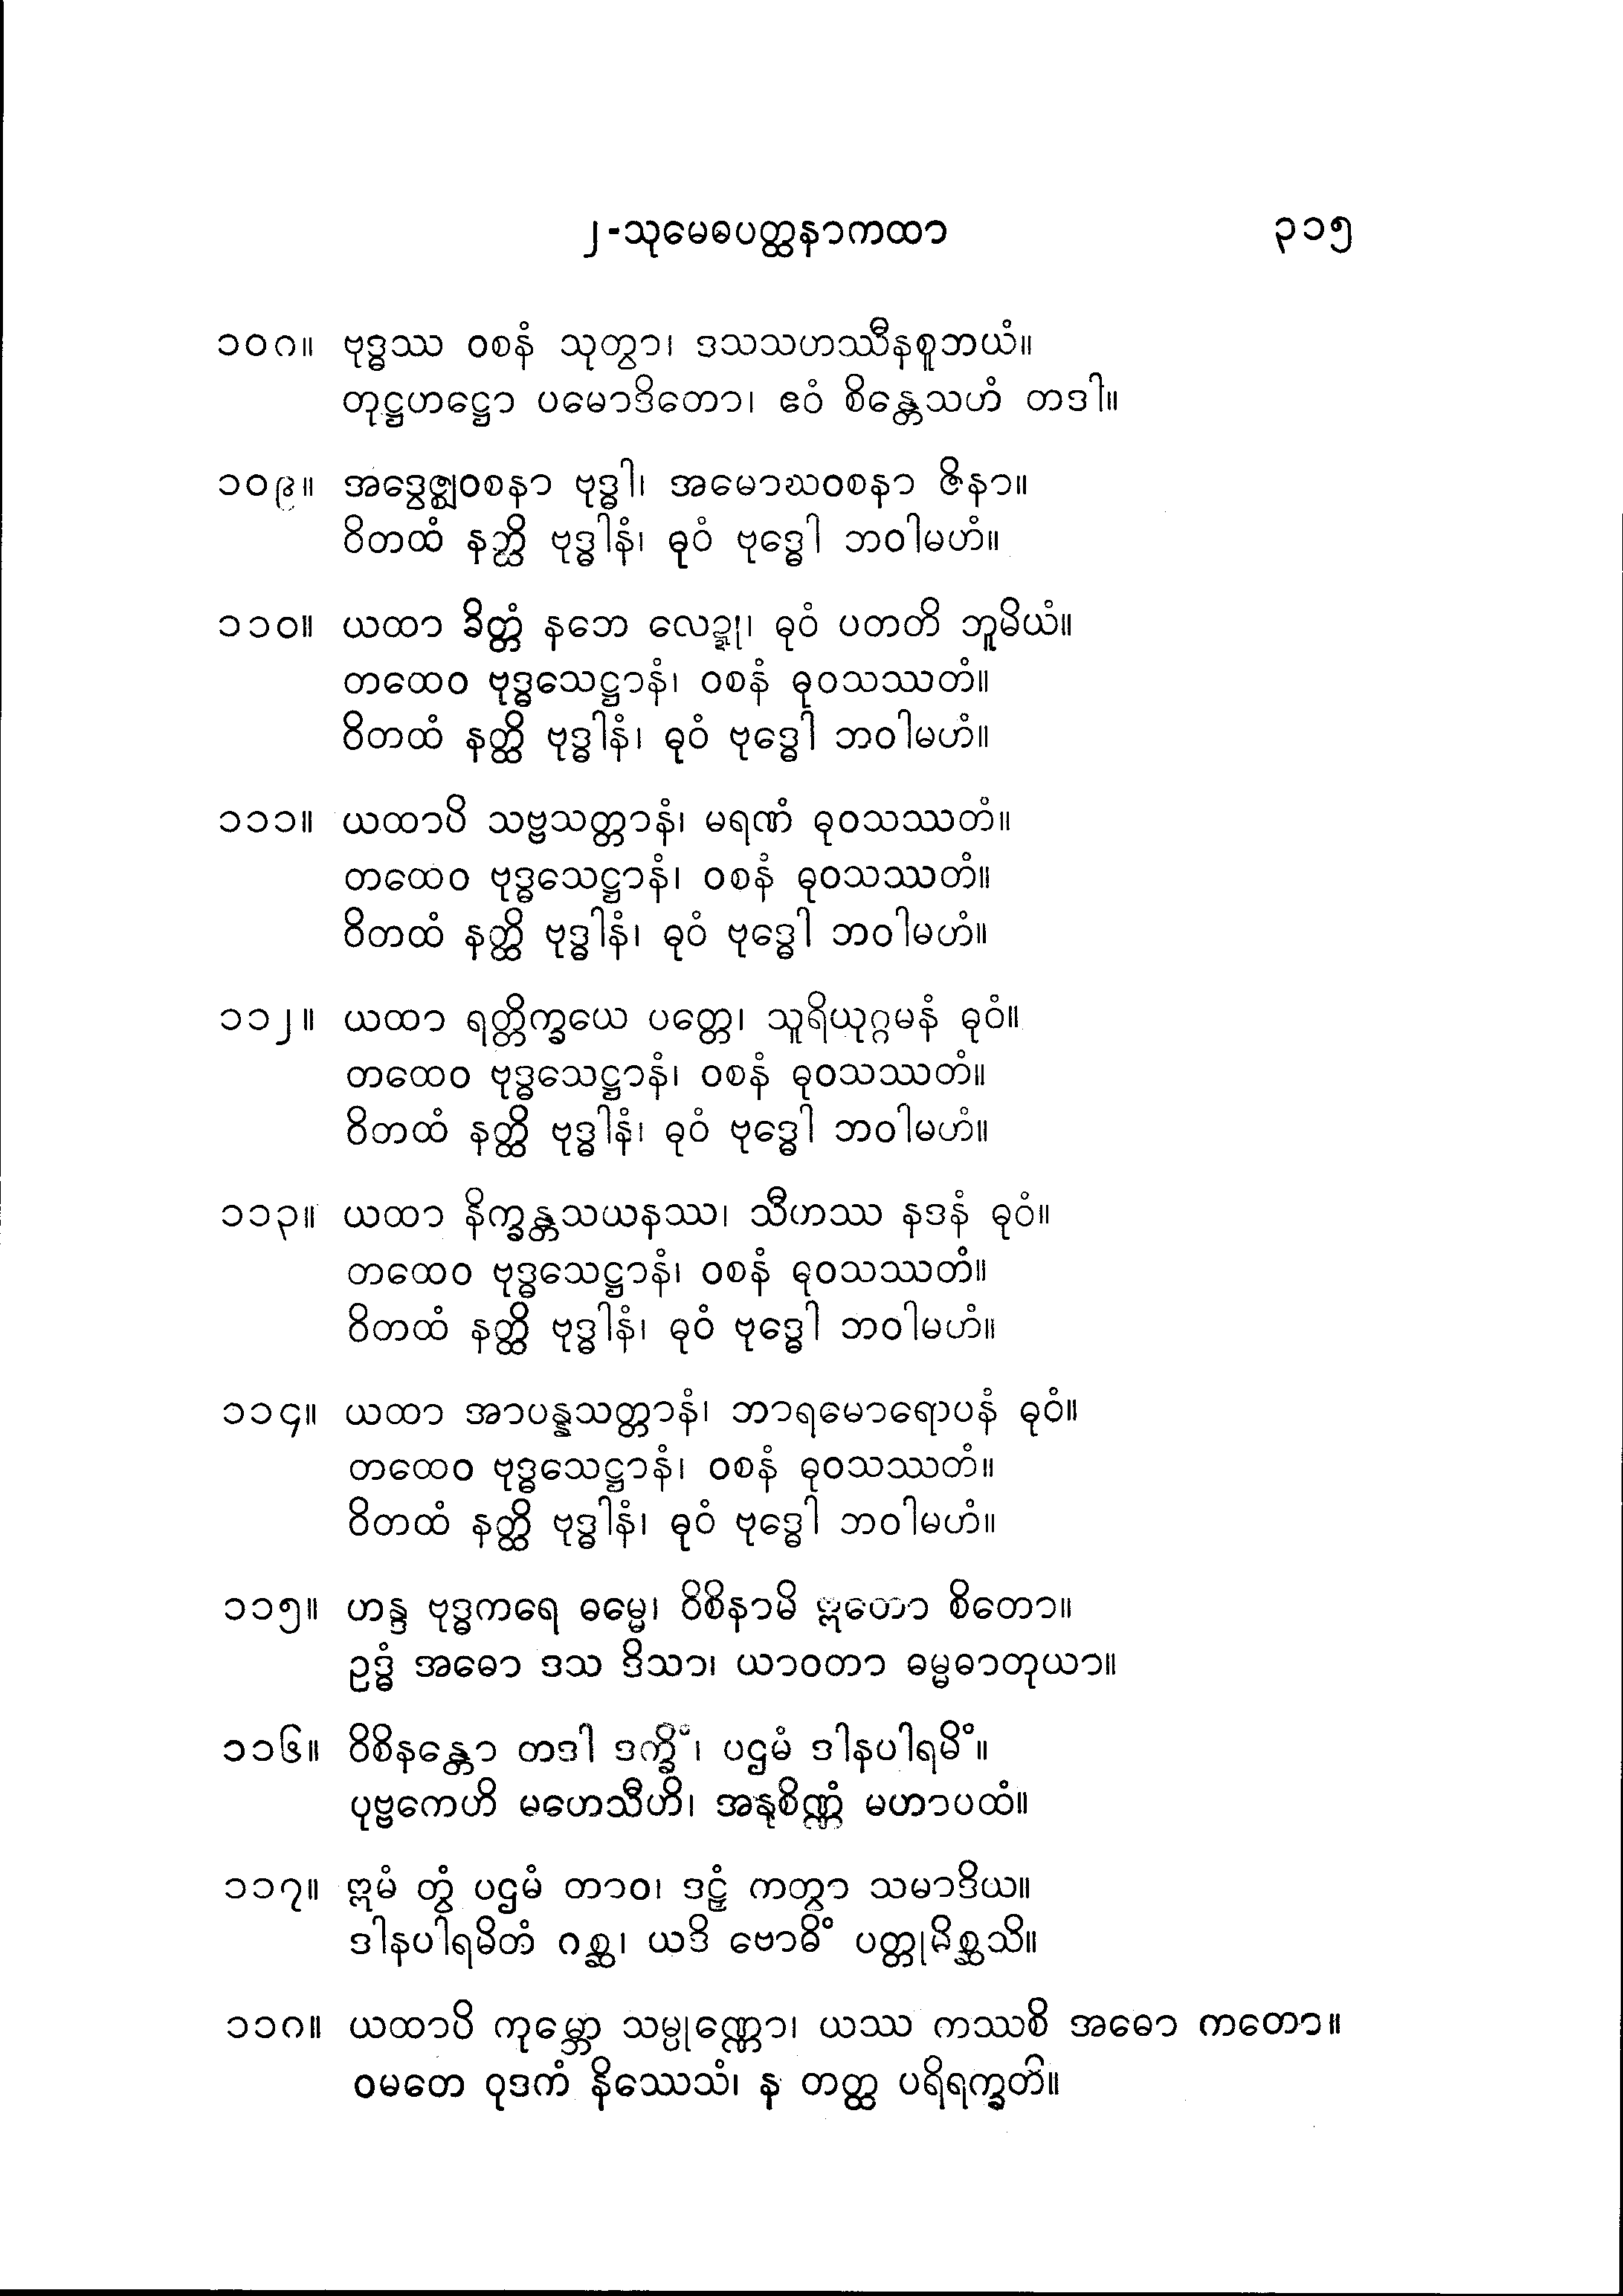 ၂-သုမေဓပတ္ထနာကထာ ၃၁၅
၁၀၈။ ဗုဒ္ဓဿ ဝစနံ သုတွာ၊ ဒသသဟဿီနစူဘယံ။
တုဋ္ဌဟဋ္ဌော ပမောဒိတော၊ ဧဝံ စိန္တေသဟံ တဒါ။
၁၀၉။ အဒွေဇ္ဈဝစနာ ဗုဒ္ဓါ၊ အမောဃဝစနာ ဇိနာ။
ဝိတထံ နတ္ထိ ဗုဒ္ဓါနံ၊ ဓုဝံ ဗုဒ္ဓေါ ဘဝါမဟံ။
၁၁၀။ ယထာ ခိတ္တံ နဘေ လေဍ္ဍု၊ ဓုဝံ ပတတိ ဘူမိယံ။
တထေဝ ဗုဒ္ဓသေဋ္ဌာနံ၊ ဝစနံ ဓုဝသဿတံ။
ဝိတထံ နတ္ထိ ဗုဒ္ဓါနံ၊ ဓုဝံ ဗုဒ္ဓေါ ဘဝါမဟံ။
၁၁၁။ ယထာပိ သဗ္ဗသတ္တာနံ၊ မရဏံ ဓုဝသဿတံ။
တထေဝ ဗုဒ္ဓသေဋ္ဌာနံ၊ ဝစနံ ဓုဝသဿတံ။
ဝိတထံ နတ္ထိ ဗုဒ္ဓါနံ၊ ဓုဝံ ဗုဒ္ဓေါ ဘဝါမဟံ။
၁၁၂။ ယထာ ရတ္တိက္ခယေ ပတ္တေ၊ သူရိယုဂ္ဂမနံ ဓုဝံ။
တထေဝ ဗုဒ္ဓသေဋ္ဌာနံ၊ ဝစနံ ဓုဝသဿတံ။
ဝိတထံ နတ္ထိ ဗုဒ္ဓါနံ၊ ဓုဝံ ဗုဒ္ဓေါ ဘဝါမဟံ။
၁၁၃။ ယထာ နိက္ခန္တသယနဿ၊ သီဟဿ နဒနံ ဓုဝံ။
တထေဝ ဗုဒ္ဓသေဋ္ဌာနံ၊ ဝစနံ ဓုဝသဿတံ။
ဝိတထံ နတ္ထိ ဗုဒ္ဓါနံ၊ ဓုဝံ ဗုဒ္ဓေါ ဘဝါမဟံ။
၁၁၄။ ယထာ အာပန္နသတ္တာနံ၊ ဘာရမောရောပနံ ဓုဝံ။
တထေဝ ဗုဒ္ဓသေဋ္ဌာနံ၊ ဝစနံ ဓုဝသဿတံ။
ဝိတထံ နတ္ထိ ဗုဒ္ဓါနံ၊ ဓုဝံ ဗုဒ္ဓေါ ဘဝါမဟံ။
၁၁၅။ ဟန္ဒ ဗုဒ္ဓကရေ ဓမ္မေ၊ ဝိစိနာမိ ဣတော စိတော။
ဥဒ္ဓံ အဓော ဒသ ဒိသာ၊ ယာဝတာ ဓမ္မဓာတုယာ။
၁၁၆။ ဝိစိနန္တော တဒါ ဒက္ခိံ၊ ပဌမံ ဒါနပါရမိံ။
ပုဗ္ဗကေဟိ မဟေသီဟိ၊ အနုစိဏ္ဏံ မဟာပထံ။
၁၁၇။ ဣမံ တွံ ပဌမံ တာဝ၊ ဒဠှံ ကတွာ သမာဒိယ။
ဒါနပါရမိတံ ဂစ္ဆ၊ ယဒိ ဗောဓိံ ပတ္တုမိစ္ဆသိ။
၁၁၈။ ယထာပိ ကုမ္ဘော သမ္ပုဏ္ဏော၊ ယဿ ကဿစိ အဓော ကတော။
ဝမတေ ဝုဒကံ နိဿေသံ၊ န တတ္ထ ပရိရက္ခတိ။